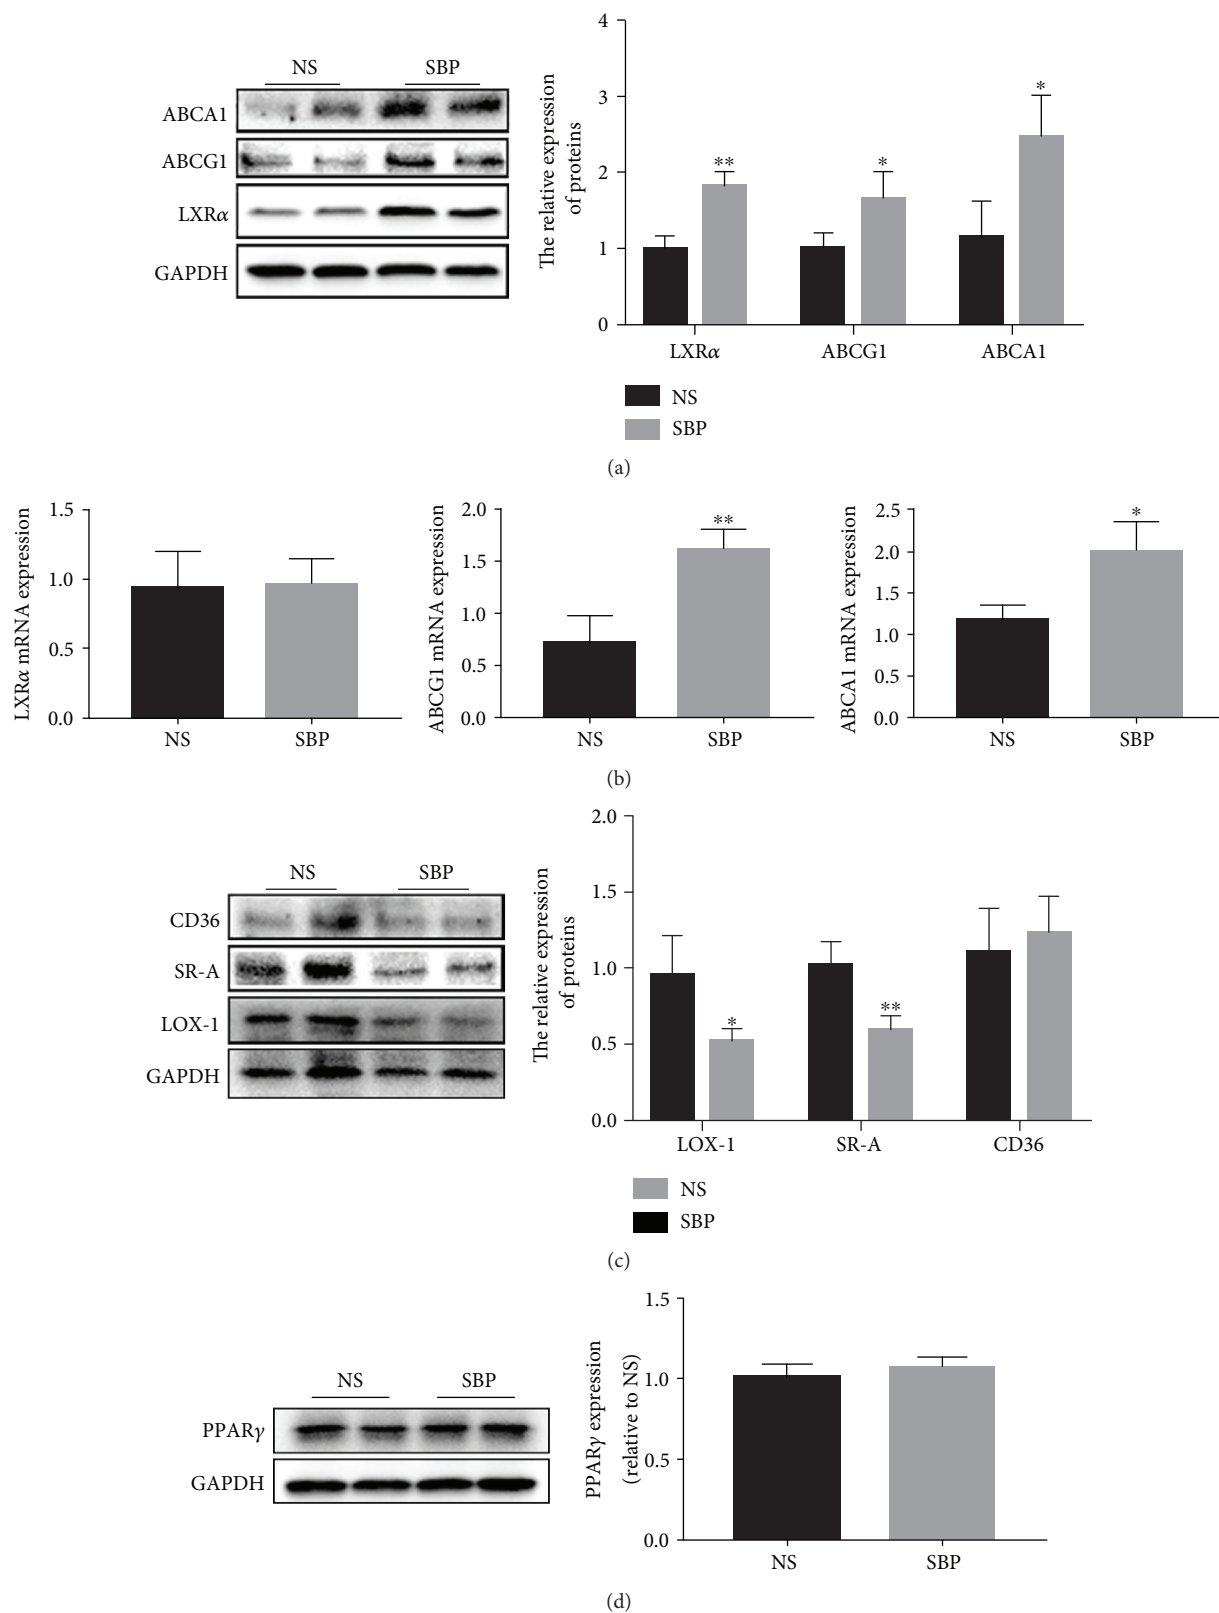 NS SBP
ABCA1
ABCG1
LXRα
GAPDH
The relative expression
of proteins
4
3
2
1
0
**
*
*
LXRα ABCG1 ABCA1
NS
SBP
(a)
LXRα mRNA expression
1.5
1.0
0.5
0.0
NS SBP
ABCG1 mRNA expression
2.0
1.5
1.0
0.5
0.0
**
NS SBP
ABCA1 mRNA expression
2.5
2.0
1.5
1.0
0.5
0.0
*
NS SBP
(b)
NS SBP
CD36
SR-A
LOX-1
GAPDH
The relative expression
of proteins
2.0
1.5
1.0
0.5
0.0
*
**
LOX-1 SR-A CD36
NS
SBP
(c)
NS SBP
PPARγ
GAPDH
PPARγ expression
(relative to NS)
1.5
1.0
0.5
0.0
NS SBP
(d)